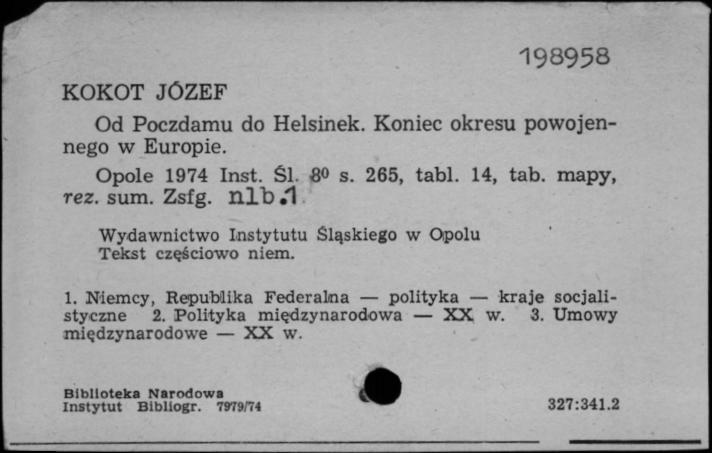 198958
KOKOT JÓZEF
Od Poczdamu do Helsinek. Koniec okresu powojen-
nego w Europie.
Opole 1974 Inst. Śl. 8⁰ s. 265, tabl. 14, tab. mapy,
rez. sum. Zsfg. nlb.1
Wydawnictwo Instytutu Śląskiego w Opolu
Tekst częściowo niem.
1. Niemcy, Republika Federalna — polityka — kraje socjali-
styczne 2. Polityka międzynarodowa — XX w. 3. Umowy
międzynarodowe — XX w.
Biblioteka Narodowa
Instytut Bibliogr. 7979/74
327:341.2